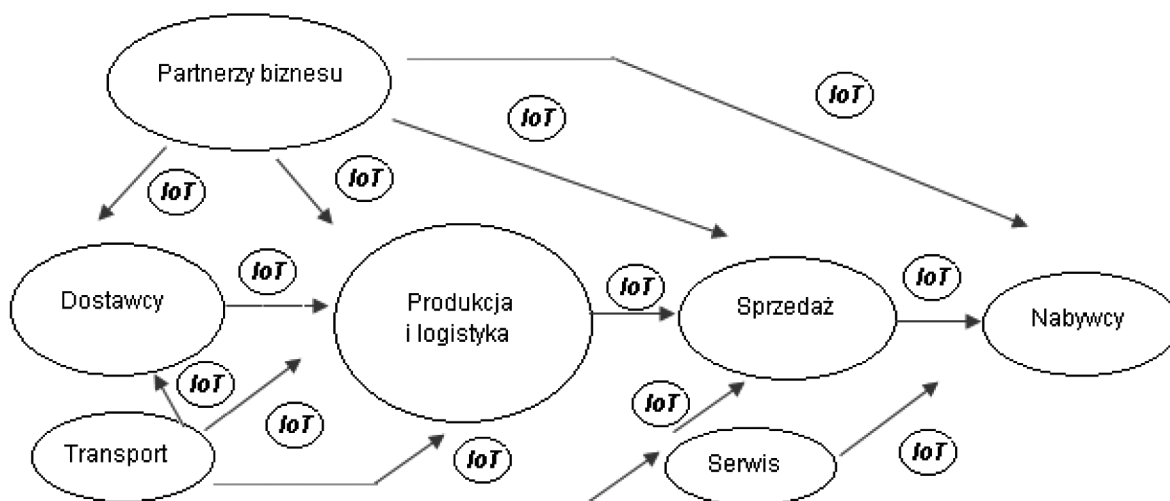 Partnerzy biznesu
IoT
IoT
IoT
IoT
Dostawcy
IoT
Produkcja
i logistyka
IoT
Sprzedaż
IoT
Nabywcy
IoT
IoT
IoT
Transport
IoT
Serwis
IoT